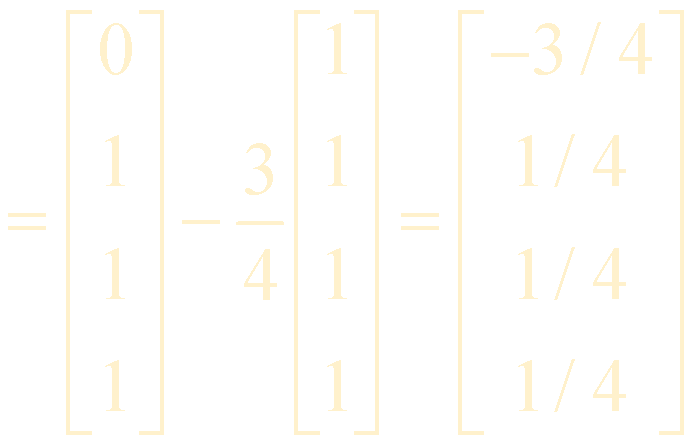 = [0 1 1 1] − 3/4 [1 1 1 1] = [−3/4 1/4 1/4 1/4]